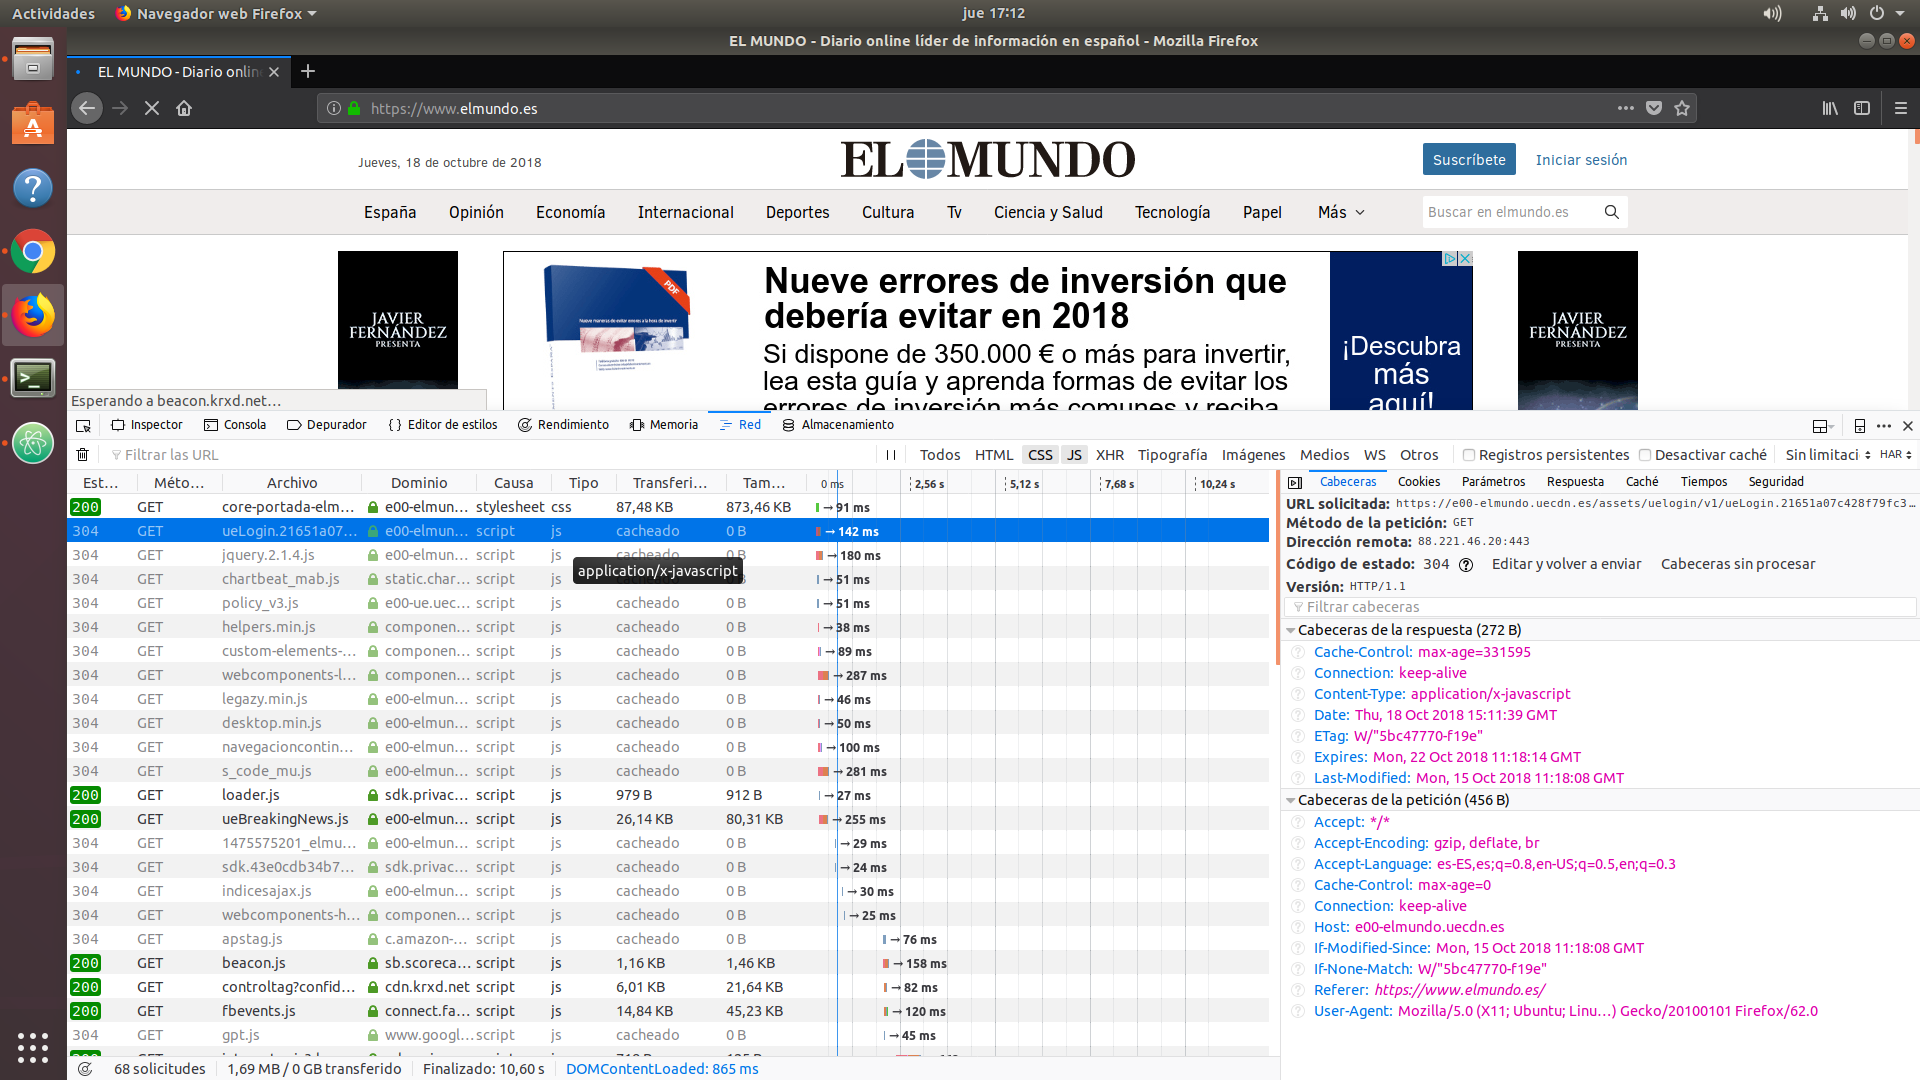 Actividades Navegador web Firefox jue 17:12
EL MUNDO - Diario online líder de información en español - Mozilla Firefox
EL MUNDO - Diario onlin
https://www.elmundo.es
Jueves, 18 de octubre de 2018
EL MUNDO
Suscríbete Iniciar sesión
España Opinión Economía Internacional Deportes Cultura Tv Ciencia y Salud Tecnología Papel Más Buscar en elmundo.es
JAVIER FERNÁNDEZ PRESENTA
PDF
Nueve errores de inversión que
debería evitar en 2018
Si dispone de 350.000 € o más para invertir,
lea esta guía y aprenda formas de evitar los
errores de inversión más comunes y reciba
¡Descubra
más
aquí!
JAVIER FERNÁNDEZ PRESENTA
Esperando a beacon.krxd.net…
Inspector Consola Depurador {} Editor de estilos Rendimiento Memoria Red Almacenamiento
Filtrar las URL Todos HTML CSS JS XHR Tipografía Imágenes Medios WS Otros Registros persistentes Desactivar caché Sin limitaci HAR
Est… Méto… Archivo Dominio Causa Tipo Transferi… Tam… 0 ms 2,56 s 5,12 s 7,68 s 10,24 s
200 GET core-portada-elm… e00-elmun… stylesheet css 87,48 KB 873,46 KB → 91 ms
304 GET ueLogin.21651a07… e00-elmun… script js cacheado 0 B → 142 ms
304 GET jquery.2.1.4.js e00-elmun… script js cacheado 0 B → 180 ms
application/x-javascript
304 GET chartbeat_mab.js static.char… script js → 51 ms
304 GET policy_v3.js e00-ue.uec… script js cacheado 0 B → 51 ms
304 GET helpers.min.js componen… script js cacheado 0 B → 38 ms
304 GET custom-elements-… componen… script js cacheado 0 B → 89 ms
304 GET webcomponents-l… componen… script js cacheado 0 B → 287 ms
304 GET legacy.min.js e00-elmun… script js cacheado 0 B → 46 ms
304 GET desktop.min.js e00-elmun… script js cacheado 0 B → 50 ms
304 GET navegacioncontin… e00-elmun… script js cacheado 0 B → 100 ms
304 GET s_code_mu.js e00-elmun… script js cacheado 0 B → 281 ms
200 GET loader.js sdk.privac… script js 979 B 912 B → 27 ms
200 GET ueBreakingNews.js e00-elmun… script js 26,14 KB 80,31 KB → 255 ms
304 GET 1475575201_elmu… e00-elmun… script js cacheado 0 B → 29 ms
304 GET sdk.43e0cdb34b7… sdk.privac… script js cacheado 0 B → 24 ms
304 GET indicesajax.js e00-elmun… script js cacheado 0 B → 30 ms
304 GET webcomponents-h… componen… script js cacheado 0 B → 25 ms
304 GET apstag.js c.amazon-… script js cacheado 0 B → 76 ms
200 GET beacon.js sb.scoreca… script js 1,16 KB 1,46 KB → 158 ms
200 GET controltag?confid… cdn.krxd.net script js 6,01 KB 21,64 KB → 82 ms
200 GET fbevents.js connect.fa… script js 14,84 KB 45,23 KB → 120 ms
304 GET gpt.js www.googl… script js cacheado 0 B → 45 ms
68 solicitudes 1,69 MB / 0 GB transferido Finalizado: 10,60 s DOMContentLoaded: 865 ms
Cabeceras Cookies Parámetros Respuesta Caché Tiempos Seguridad
URL solicitada: https://e00-elmundo.uecdn.es/assets/uelogin/v1/ueLogin.21651a07c428f79fc3…
Método de la petición: GET
Dirección remota: 88.221.46.20:443
Código de estado: 304 Editar y volver a enviar Cabeceras sin procesar
Versión: HTTP/1.1
Filtrar cabeceras
Cabeceras de la respuesta (272 B)
Cache-Control: max-age=331595
Connection: keep-alive
Content-Type: application/x-javascript
Date: Thu, 18 Oct 2018 15:11:39 GMT
ETag: W/"5bc47770-f19e"
Expires: Mon, 22 Oct 2018 11:18:14 GMT
Last-Modified: Mon, 15 Oct 2018 11:18:08 GMT
Cabeceras de la petición (456 B)
Accept: */*
Accept-Encoding: gzip, deflate, br
Accept-Language: es-ES,es;q=0.8,en-US;q=0.5,en;q=0.3
Cache-Control: max-age=0
Connection: keep-alive
Host: e00-elmundo.uecdn.es
If-Modified-Since: Mon, 15 Oct 2018 11:18:08 GMT
If-None-Match: W/"5bc47770-f19e"
Referer: https://www.elmundo.es/
User-Agent: Mozilla/5.0 (X11; Ubuntu; Linu…) Gecko/20100101 Firefox/62.0